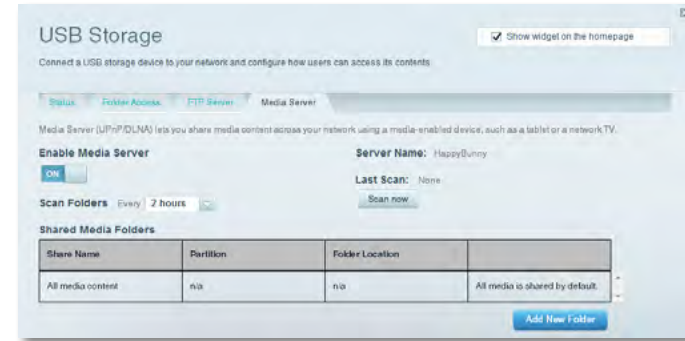 USB Storage
Show widget on the homepage
Connect a USB storage device to your network and configure how users can access its contents.
Status Folder Access FTP Server Media Server
Media Server (UPnP/DLNA) lets you share media content across your network using a media-enabled device, such as a tablet or a network TV.
Enable Media Server Server Name: HappyBunny
ON Last Scan: None
Scan Folders Every 2 hours Scan now
Shared Media Folders
Share Name Partition Folder Location
All media content n/a n/a All media is shared by default.
Add New Folder